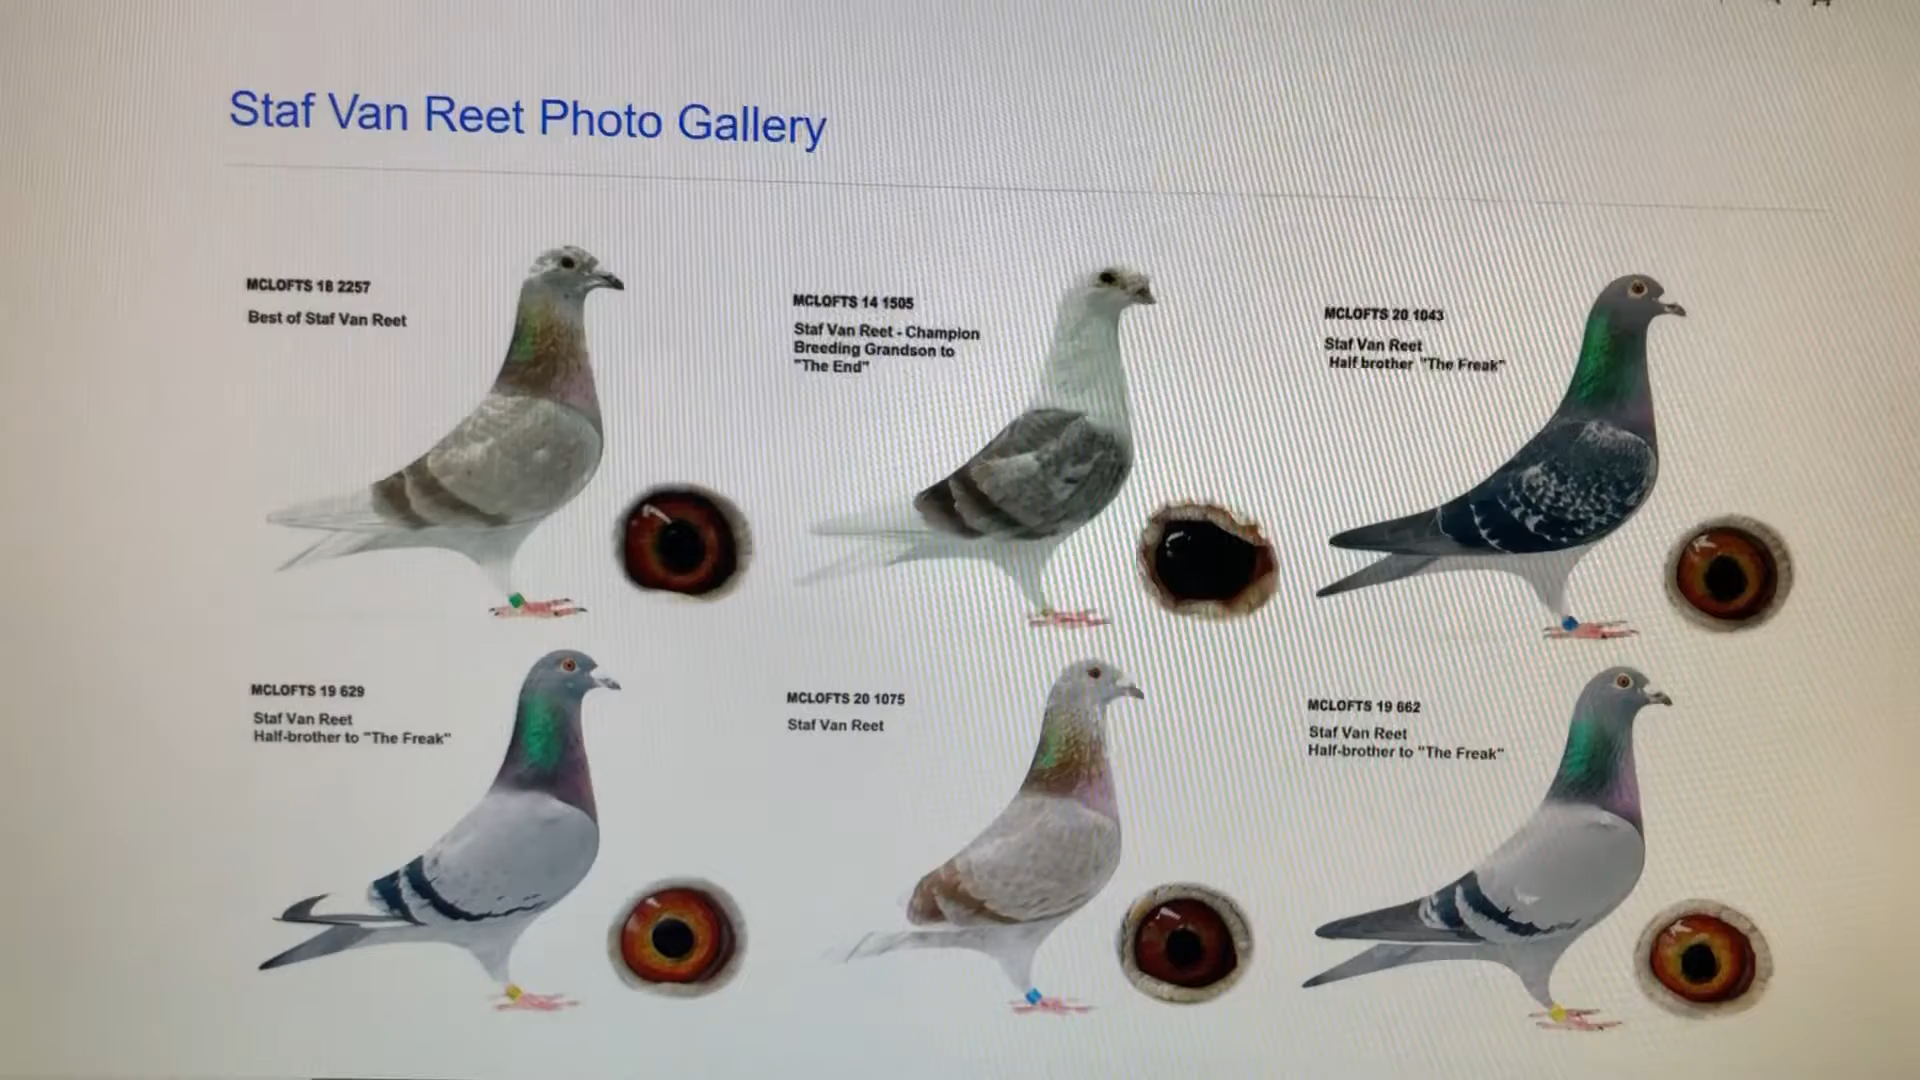 Staf Van Reet Photo Gallery
MCLOFTS 18 2257
Best of Staf Van Reet
MCLOFTS 14 1505
Staf Van Reet - Champion
Breeding Grandson to
"The End"
MCLOFTS 20 1043
Staf Van Reet
Half brother "The Freak"
MCLOFTS 19 629
Staf Van Reet
Half-brother to "The Freak"
MCLOFTS 20 1075
Staf Van Reet
MCLOFTS 19 662
Staf Van Reet
Half-brother to "The Freak"